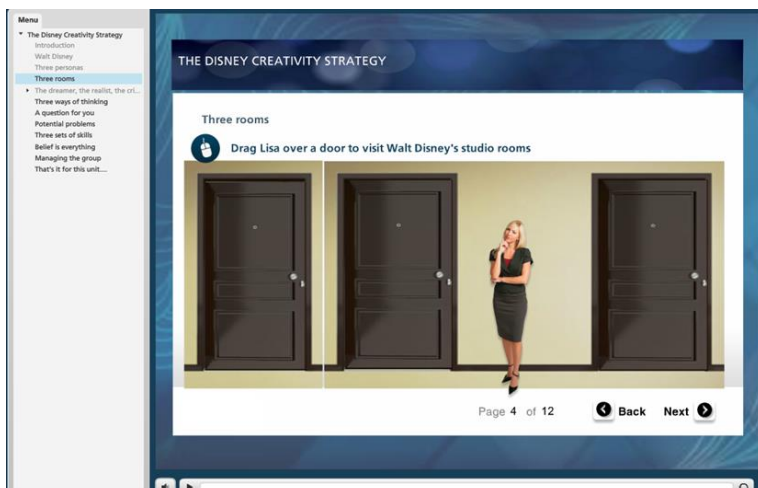 Menu
The Disney Creativity Strategy
Introduction
Walt Disney
Three personas
Three rooms
The dreamer, the realist, the cri...
Three ways of thinking
A question for you
Potential problems
Three sets of skills
Belief is everything
Managing the group
That's it for this unit....
THE DISNEY CREATIVITY STRATEGY
Three rooms
Drag Lisa over a door to visit Walt Disney's studio rooms
Page 4 of 12
Back Next